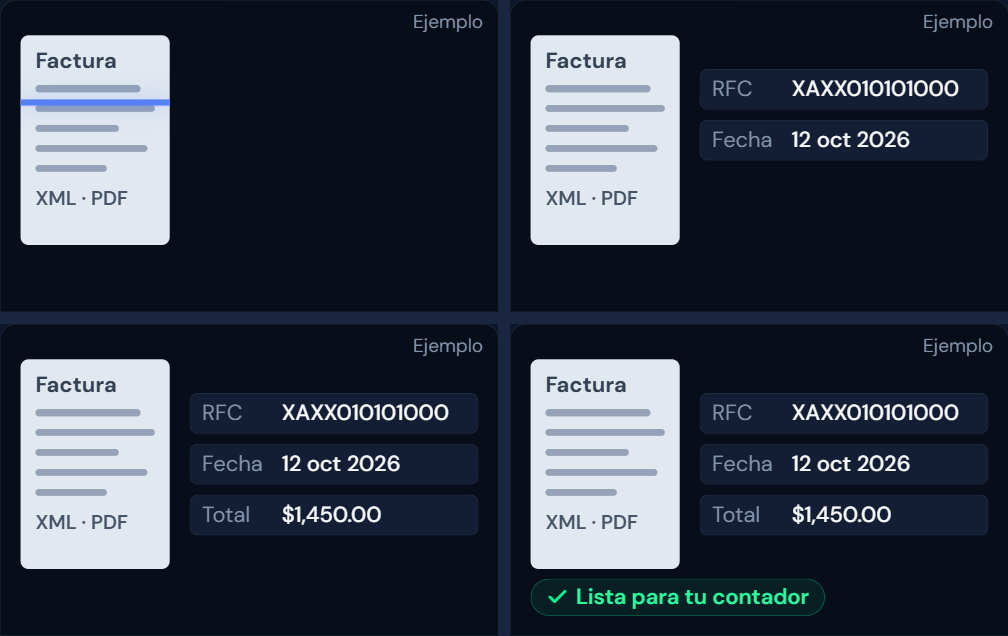 Ejemplo
Factura
XML · PDF
Ejemplo
Factura
RFC XAXX010101000
Fecha 12 oct 2026
XML · PDF
Ejemplo
Factura
RFC XAXX010101000
Fecha 12 oct 2026
Total $1,450.00
XML · PDF
Ejemplo
Factura
RFC XAXX010101000
Fecha 12 oct 2026
Total $1,450.00
XML · PDF
Lista para tu contador